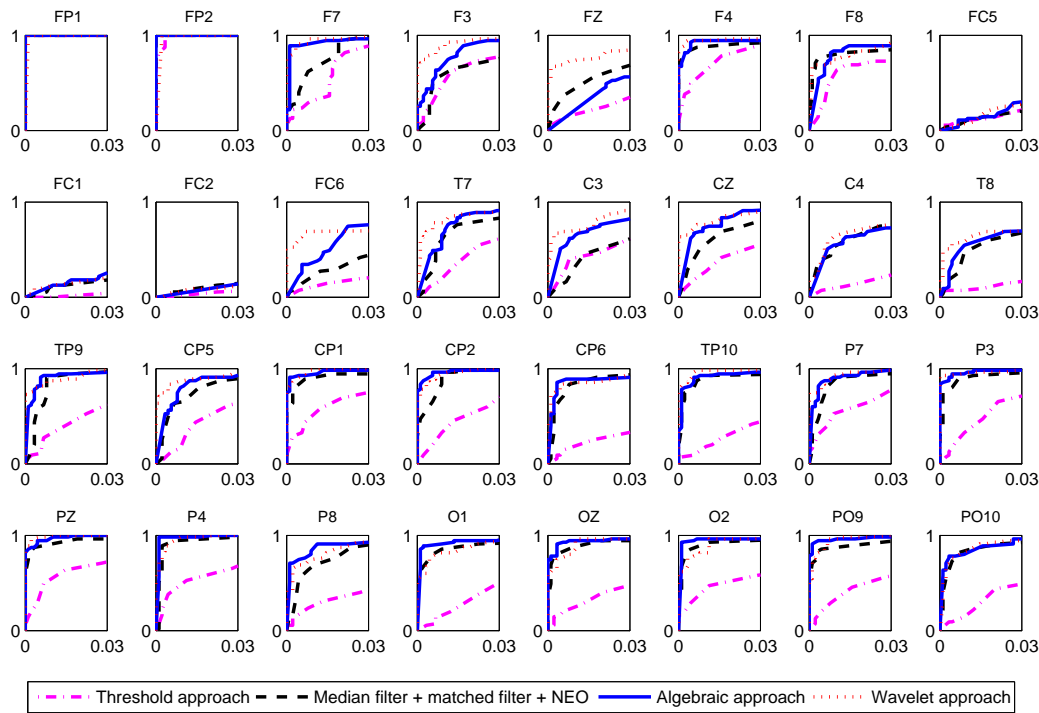 FP1 FP2 F7 F3 FZ F4 F8 FC5
1 1 1 1 1 1 1 1
0 0 0 0 0 0 0 0
0 0.03 0 0.03 0 0.03 0 0.03 0 0.03 0 0.03 0 0.03 0 0.03
FC1 FC2 FC6 T7 C3 CZ C4 T8
1 1 1 1 1 1 1 1
0 0 0 0 0 0 0 0
0 0.03 0 0.03 0 0.03 0 0.03 0 0.03 0 0.03 0 0.03 0 0.03
TP9 CP5 CP1 CP2 CP6 TP10 P7 P3
1 1 1 1 1 1 1 1
0 0 0 0 0 0 0 0
0 0.03 0 0.03 0 0.03 0 0.03 0 0.03 0 0.03 0 0.03 0 0.03
PZ P4 P8 O1 OZ O2 PO9 PO10
1 1 1 1 1 1 1 1
0 0 0 0 0 0 0 0
0 0.03 0 0.03 0 0.03 0 0.03 0 0.03 0 0.03 0 0.03 0 0.03
Threshold approach Median filter + matched filter + NEO Algebraic approach Wavelet approach